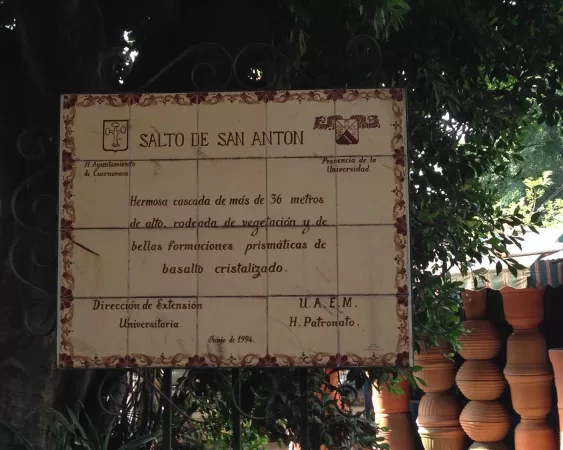 SALTO DE SAN ANTON
H. Ayuntamiento
de Cuernavaca
Presencia de la
Universidad
Hermosa cascada de más de 36 metros
de alto, rodeada de vegetación y de
bellas formaciones prismáticas de
basalto cristalizado.
Dirección de Extensión
Universitaria.
U.A.E.M.
H. Patronato.
Junio de 1994.